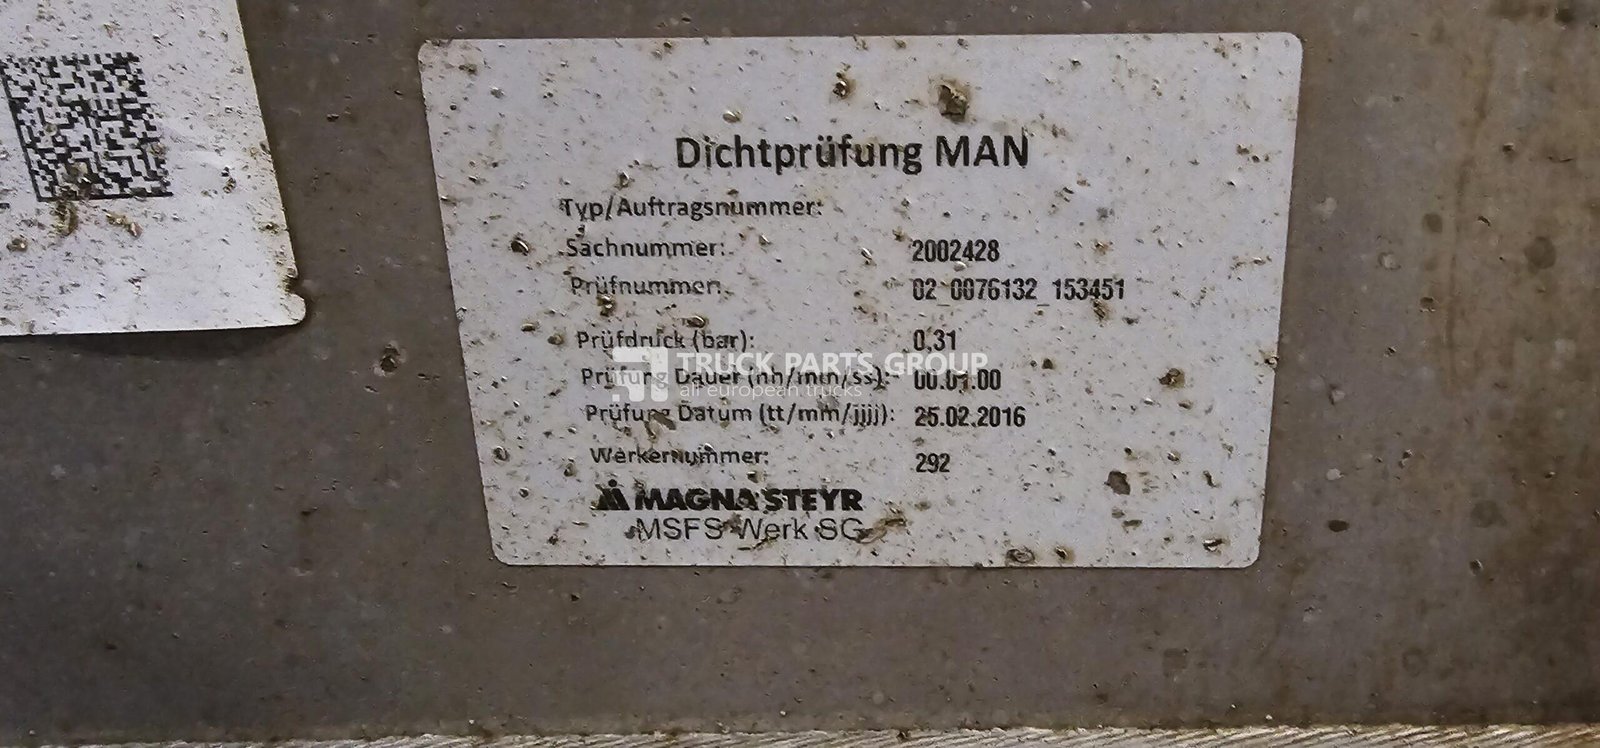 Dichtprüfung MAN
Typ/Auftragsnummer:
Sachnummer: 2002428
Prüfnummer: 02_0076132_153451
Prüfdruck (bar): 0,31
TRUCK PARTS GROUP
Prüfung Dauer (hh/mm/ss): 00.01.00
all european trucks
Prüfung Datum (tt/mm/jjjj): 25.02.2016
Werkernummer: 292
MAGNA STEYR
MSFS-Werk SG